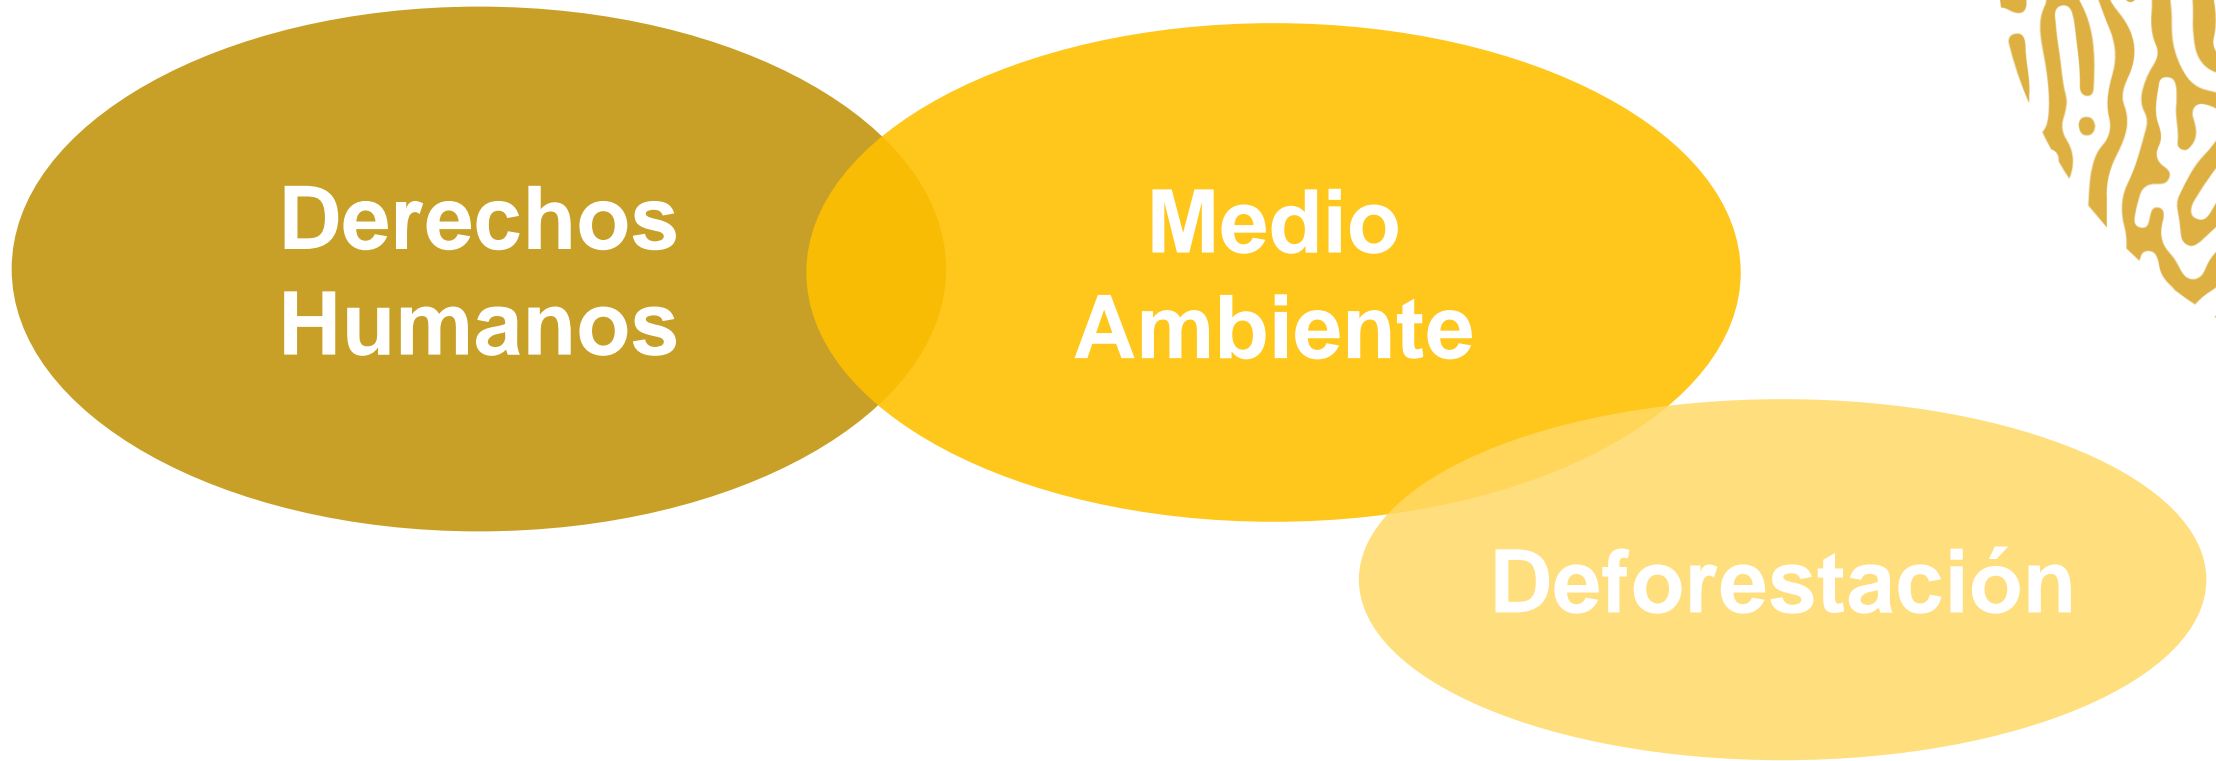 Derechos
Humanos
Medio
Ambiente
Deforestación